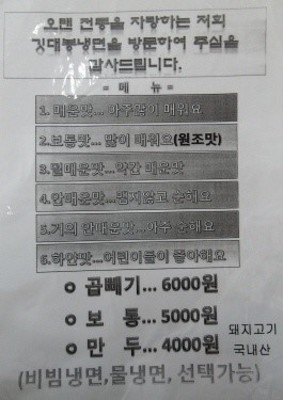 오랜 전통을 자랑하는 저희
깃대봉냉면을 방문하여 주심을
감사드립니다.
= 메 뉴 =
1. 매운맛... 아주많이 매워요
2.보통맛... 많이 매워요(원조맛)
3.덜매운맛...약간 매운맛
4.안매운맛...맵지않고 순해요
5.거의 안매운맛...아주 순해요
6.하얀맛...어린이들이 좋아해요
ㅇ 곱빼기... 6000원
ㅇ 보 통... 5000원
ㅇ 만 두... 4000원
돼지고기
국내산
(비빔냉면,물냉면, 선택가능)